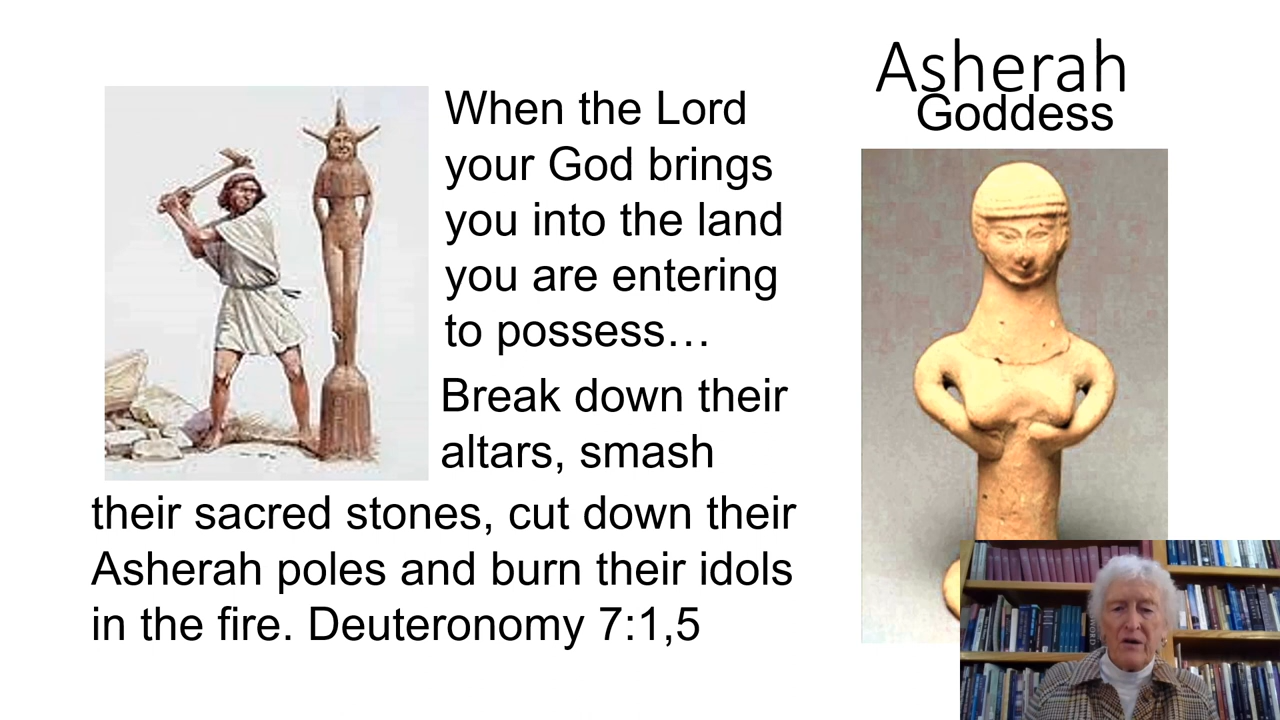 Asherah
Goddess
When the Lord
your God brings
you into the land
you are entering
to possess…
Break down their
altars, smash
their sacred stones, cut down their
Asherah poles and burn their idols
in the fire. Deuteronomy 7:1,5